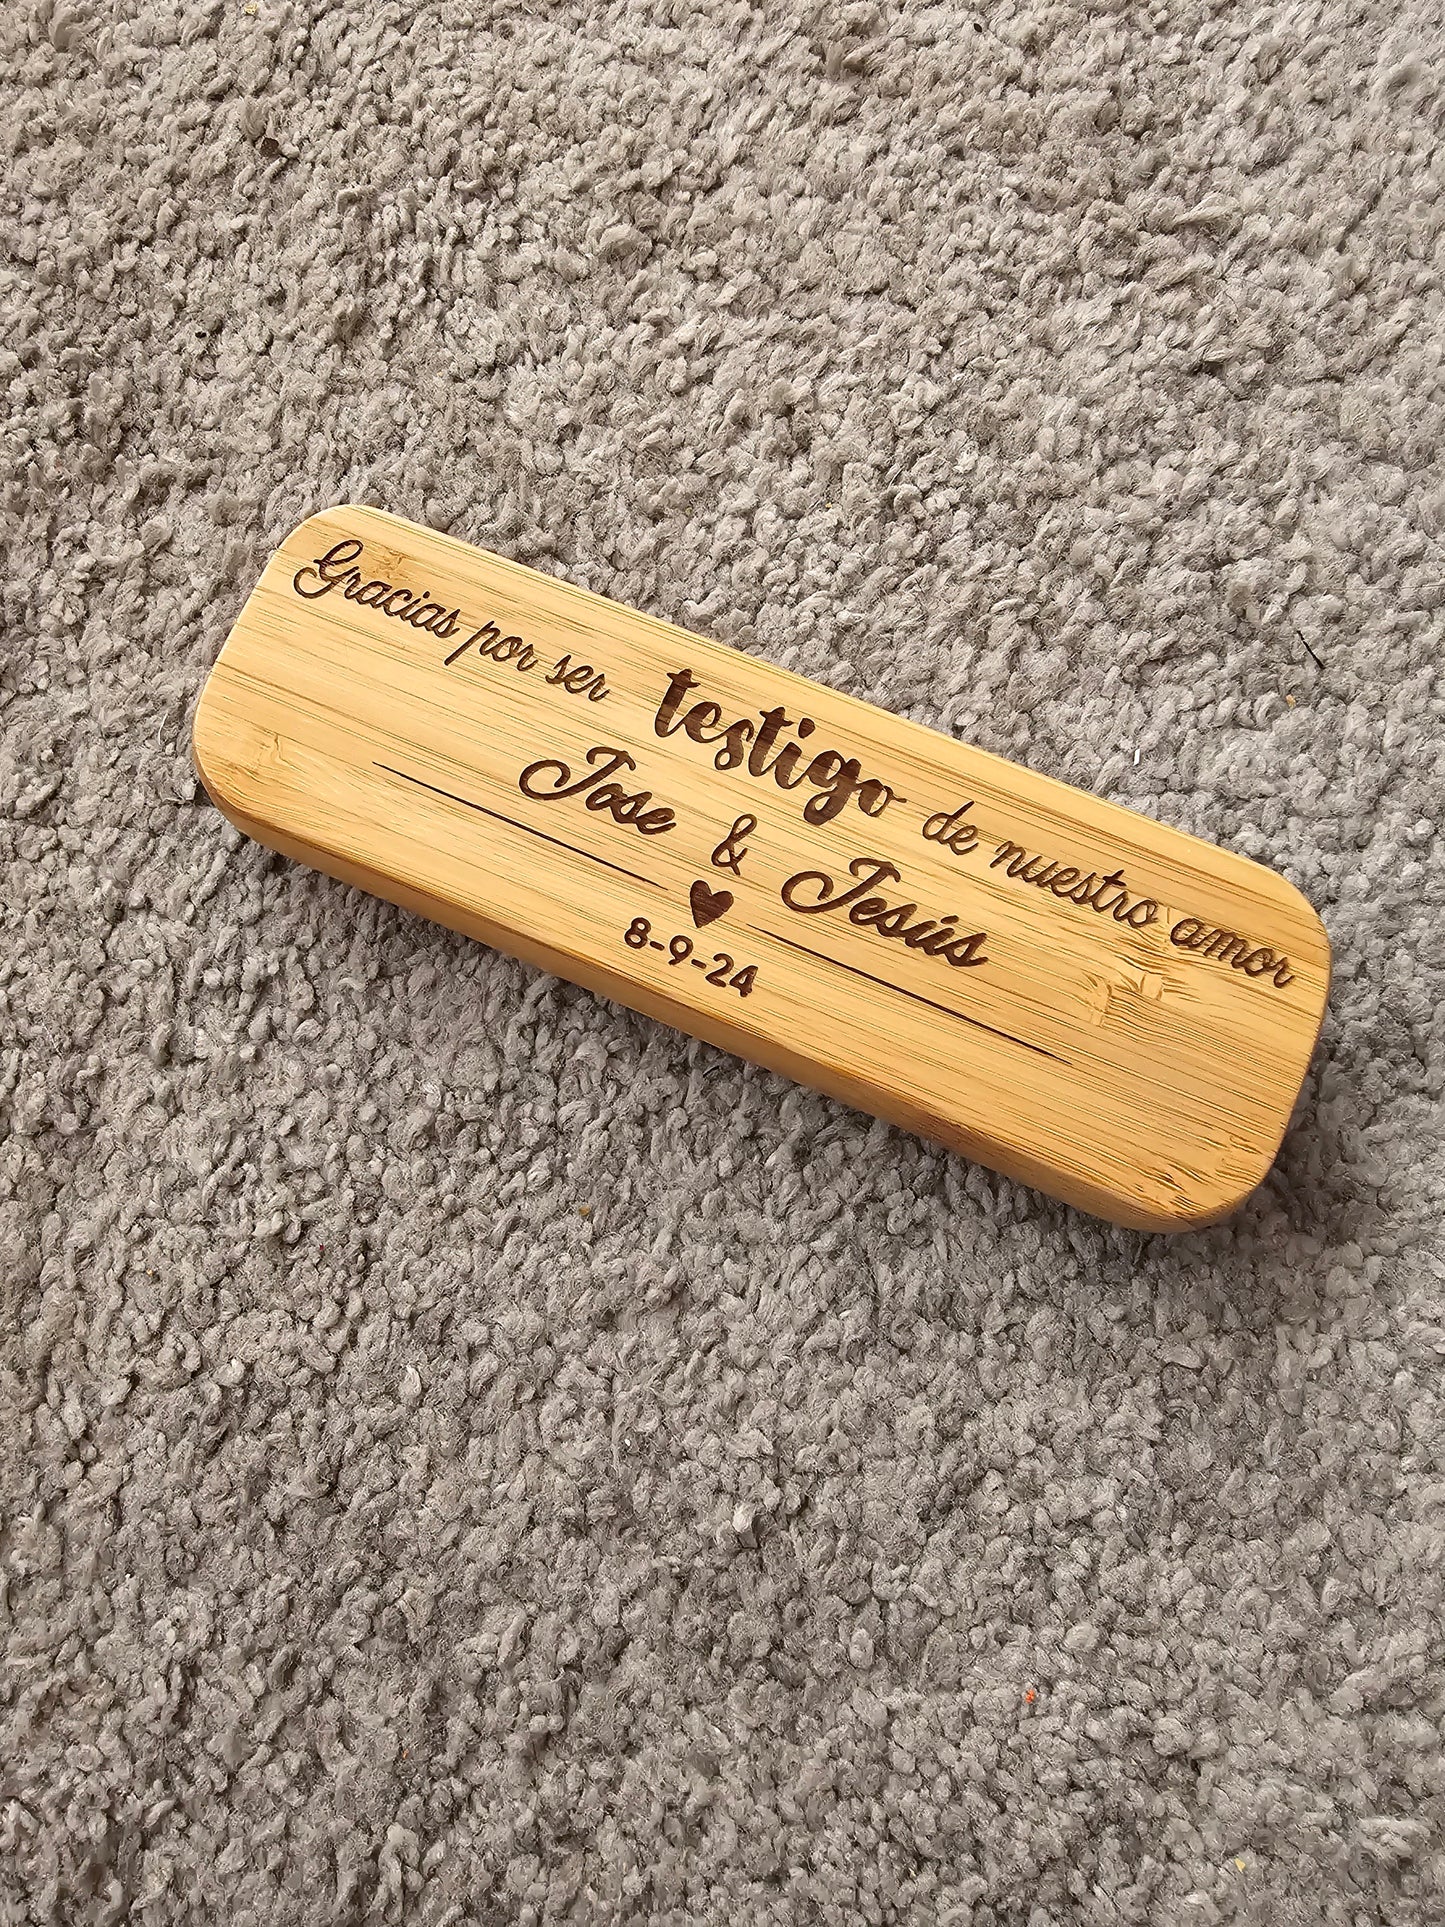 Gracias por ser testigo de nuestro amor
Jose & Jesús
8-9-24